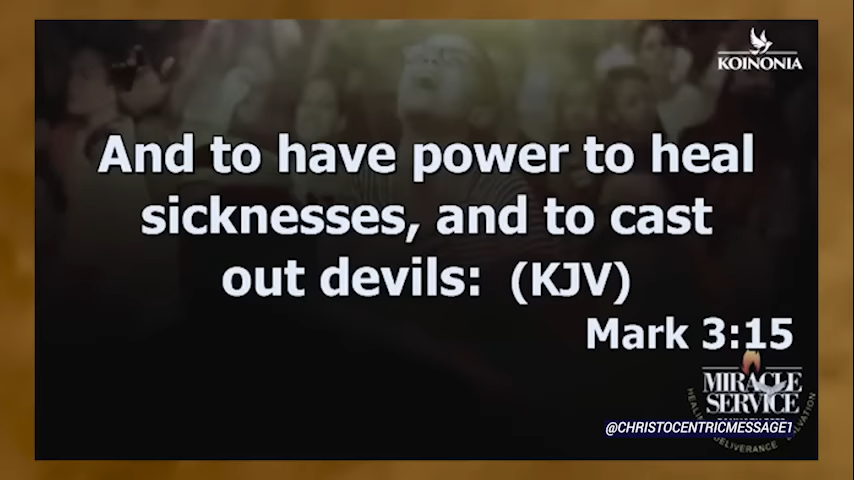 KOINONIA
And to have power to heal
sicknesses, and to cast
out devils: (KJV)
Mark 3:15
MIRACLE
SERVICE
@CHRISTOCENTRICMESSAGE1
DELIVERANCE